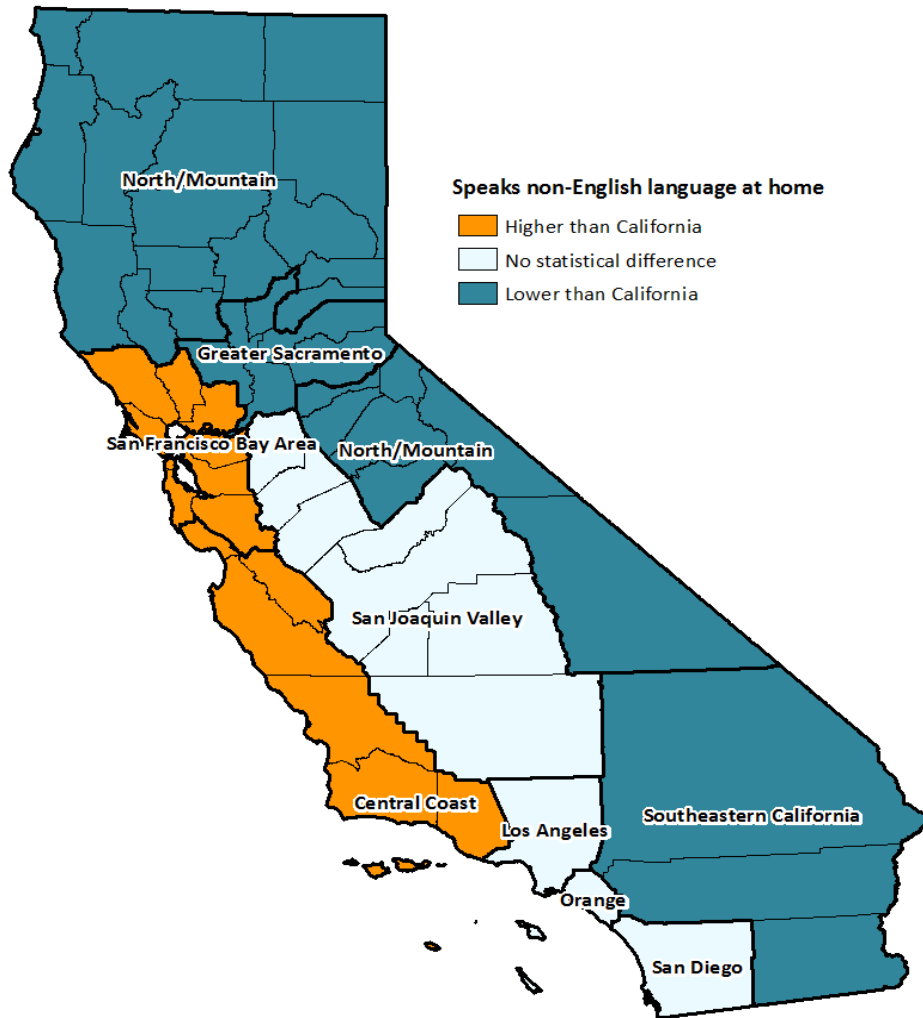 North/Mountain
Speaks non-English language at home
Higher than California
No statistical difference
Lower than California
Greater Sacramento
San Francisco Bay Area
North/Mountain
San Joaquin Valley
Central Coast
Los Angeles
Southeastern California
Orange
San Diego